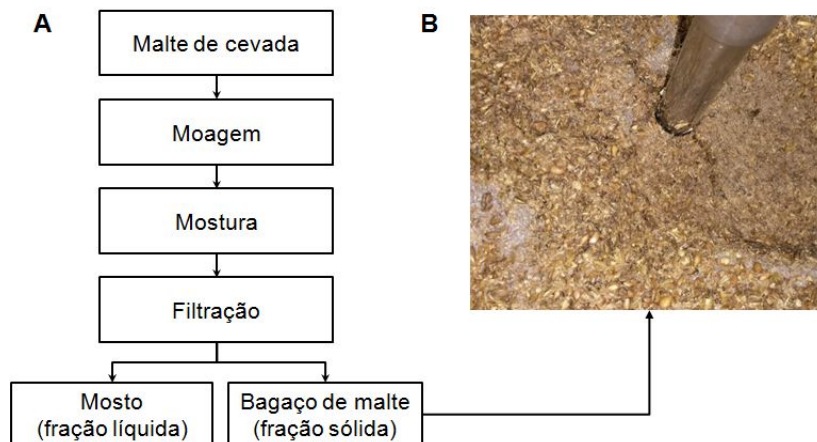 A
B
Malte de cevada
Moagem
Mostura
Filtração
Mosto
(fração líquida)
Bagaço de malte
(fração sólida)